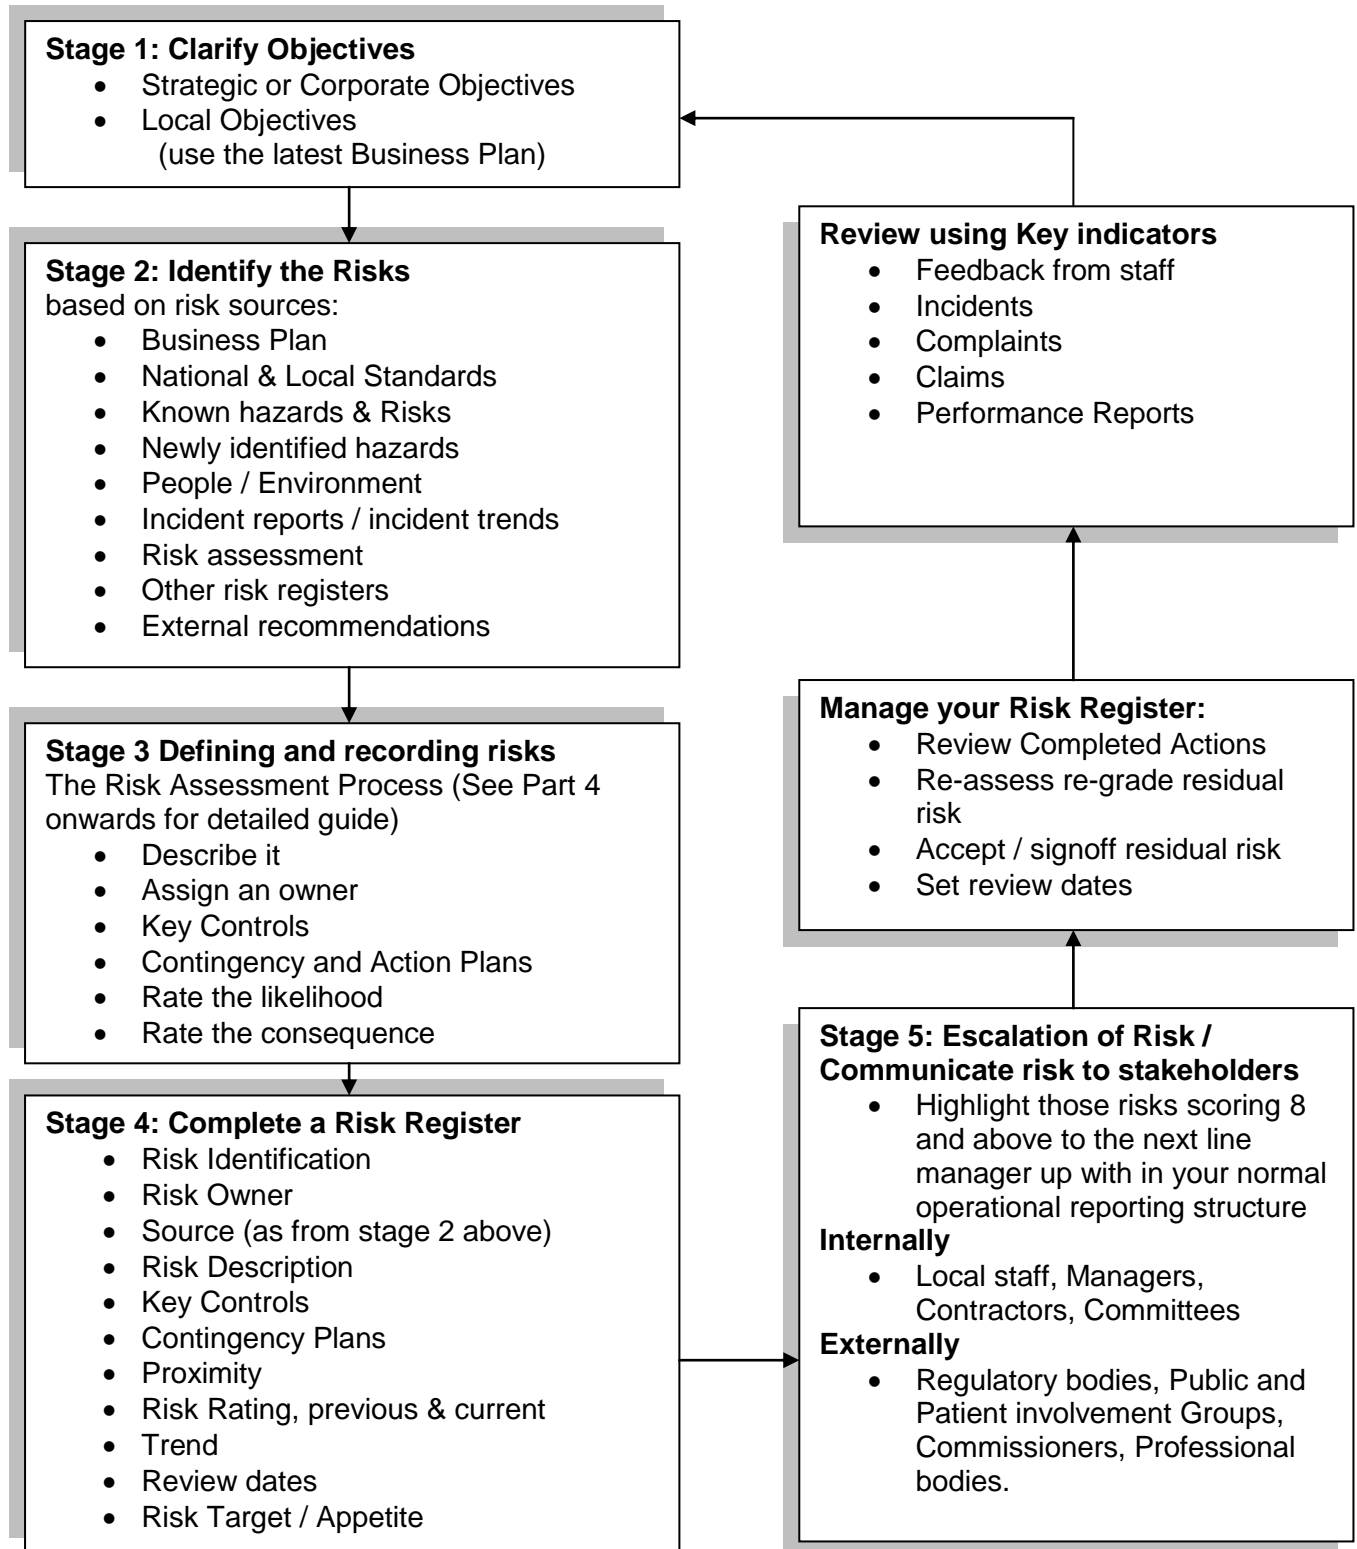 Stage 1: Clarify Objectives
• Strategic or Corporate Objectives
• Local Objectives
(use the latest Business Plan)
Stage 2: Identify the Risks
based on risk sources:
• Business Plan
• National & Local Standards
• Known hazards & Risks
• Newly identified hazards
• People / Environment
• Incident reports / incident trends
• Risk assessment
• Other risk registers
• External recommendations
Stage 3 Defining and recording risks
The Risk Assessment Process (See Part 4
onwards for detailed guide)
• Describe it
• Assign an owner
• Key Controls
• Contingency and Action Plans
• Rate the likelihood
• Rate the consequence
Stage 4: Complete a Risk Register
• Risk Identification
• Risk Owner
• Source (as from stage 2 above)
• Risk Description
• Key Controls
• Contingency Plans
• Proximity
• Risk Rating, previous & current
• Trend
• Review dates
• Risk Target / Appetite
Stage 5: Escalation of Risk /
Communicate risk to stakeholders
• Highlight those risks scoring 8
and above to the next line
manager up with in your normal
operational reporting structure
Internally
• Local staff, Managers,
Contractors, Committees
Externally
• Regulatory bodies, Public and
Patient involvement Groups,
Commissioners, Professional
bodies.
Manage your Risk Register:
• Review Completed Actions
• Re-assess re-grade residual
risk
• Accept / signoff residual risk
• Set review dates
Review using Key indicators
• Feedback from staff
• Incidents
• Complaints
• Claims
• Performance Reports